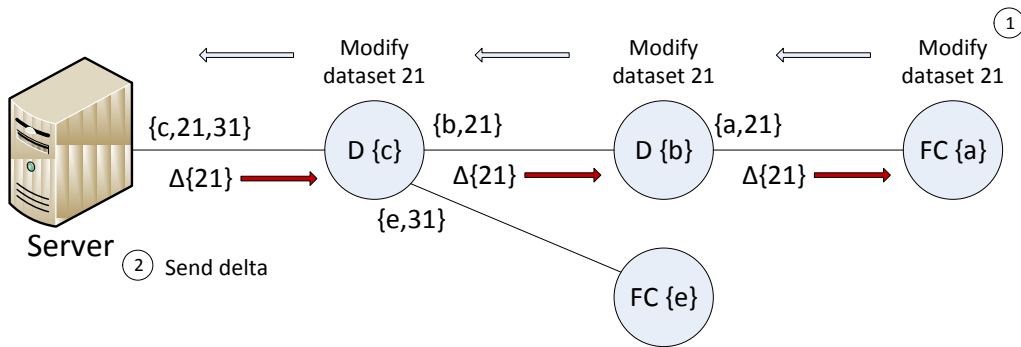 1
Modify
dataset 21
Modify
dataset 21
Modify
dataset 21
{c,21,31}
D {c}
{b,21}
D {b}
{a,21}
FC {a}
Δ{21}
Δ{21}
Δ{21}
{e,31}
Server
2 Send delta
FC {e}